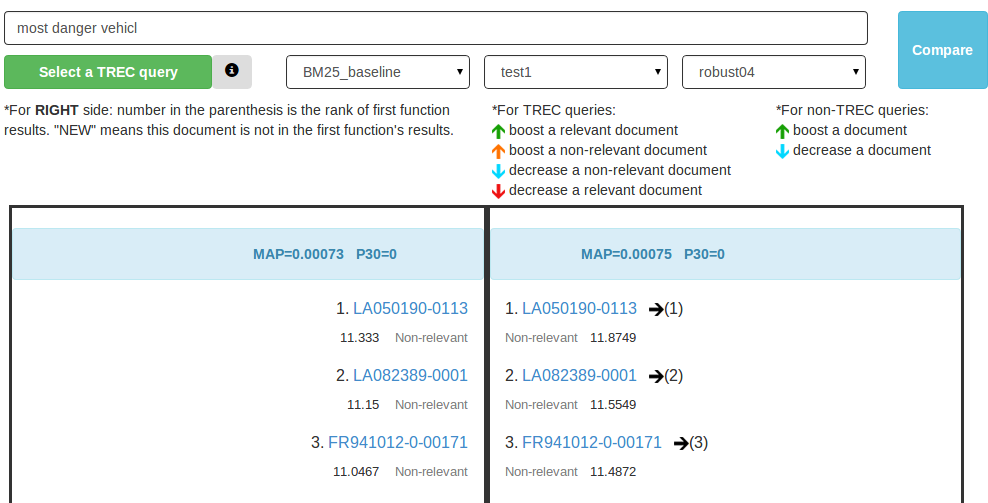 most danger vehicl
Compare
Select a TREC query
BM25_baseline
test1
robust04
*For RIGHT side: number in the parenthesis is the rank of first function
results. "NEW" means this document is not in the first function's results.
*For TREC queries:
boost a relevant document
boost a non-relevant document
decrease a non-relevant document
decrease a relevant document
*For non-TREC queries:
boost a document
decrease a document
MAP=0.00073 P30=0
1. LA050190-0113
11.333 Non-relevant
2. LA082389-0001
11.15 Non-relevant
3. FR941012-0-00171
11.0467 Non-relevant
MAP=0.00075 P30=0
1. LA050190-0113 ➔(1)
Non-relevant 11.8749
2. LA082389-0001 ➔(2)
Non-relevant 11.5549
3. FR941012-0-00171 ➔(3)
Non-relevant 11.4872